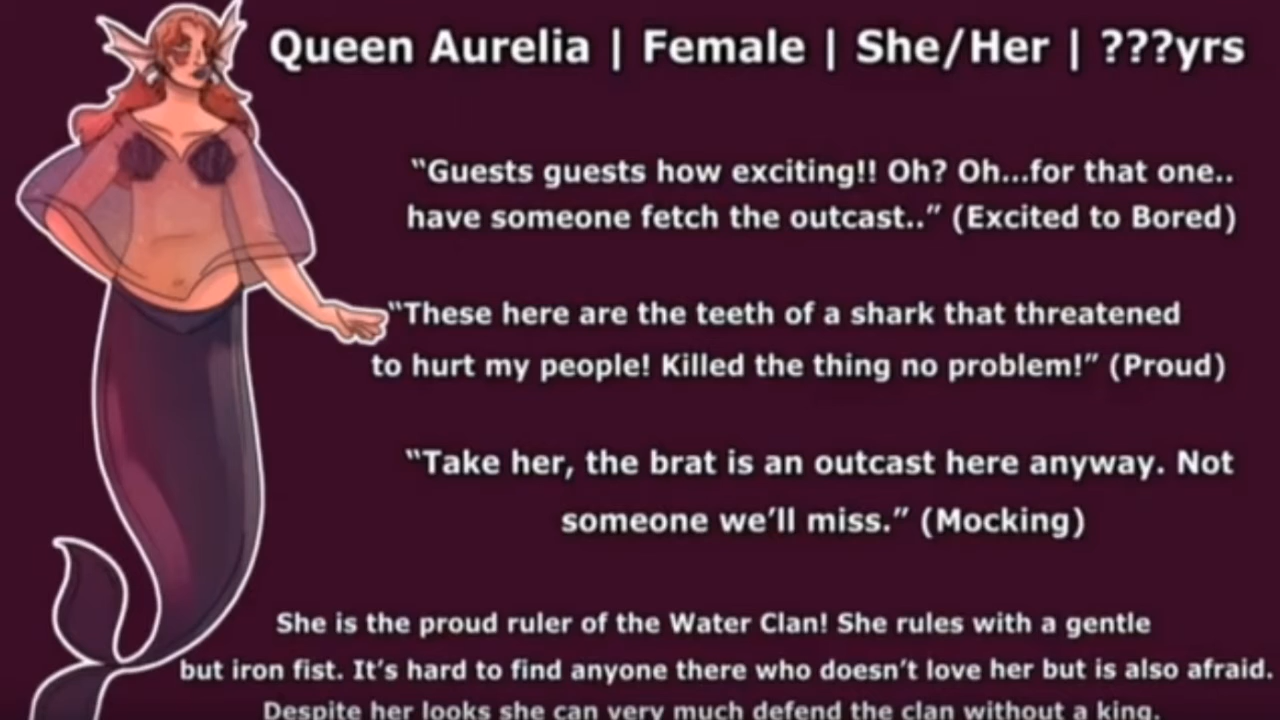 Queen Aurelia | Female | She/Her | ???yrs
“Guests guests how exciting!! Oh? Oh...for that one..
have someone fetch the outcast..” (Excited to Bored)
“These here are the teeth of a shark that threatened
to hurt my people! Killed the thing no problem!” (Proud)
“Take her, the brat is an outcast here anyway. Not
someone we’ll miss.” (Mocking)
She is the proud ruler of the Water Clan! She rules with a gentle
but iron fist. It’s hard to find anyone there who doesn’t love her but is also afraid.
Despite her looks she can very much defend the clan without a king.